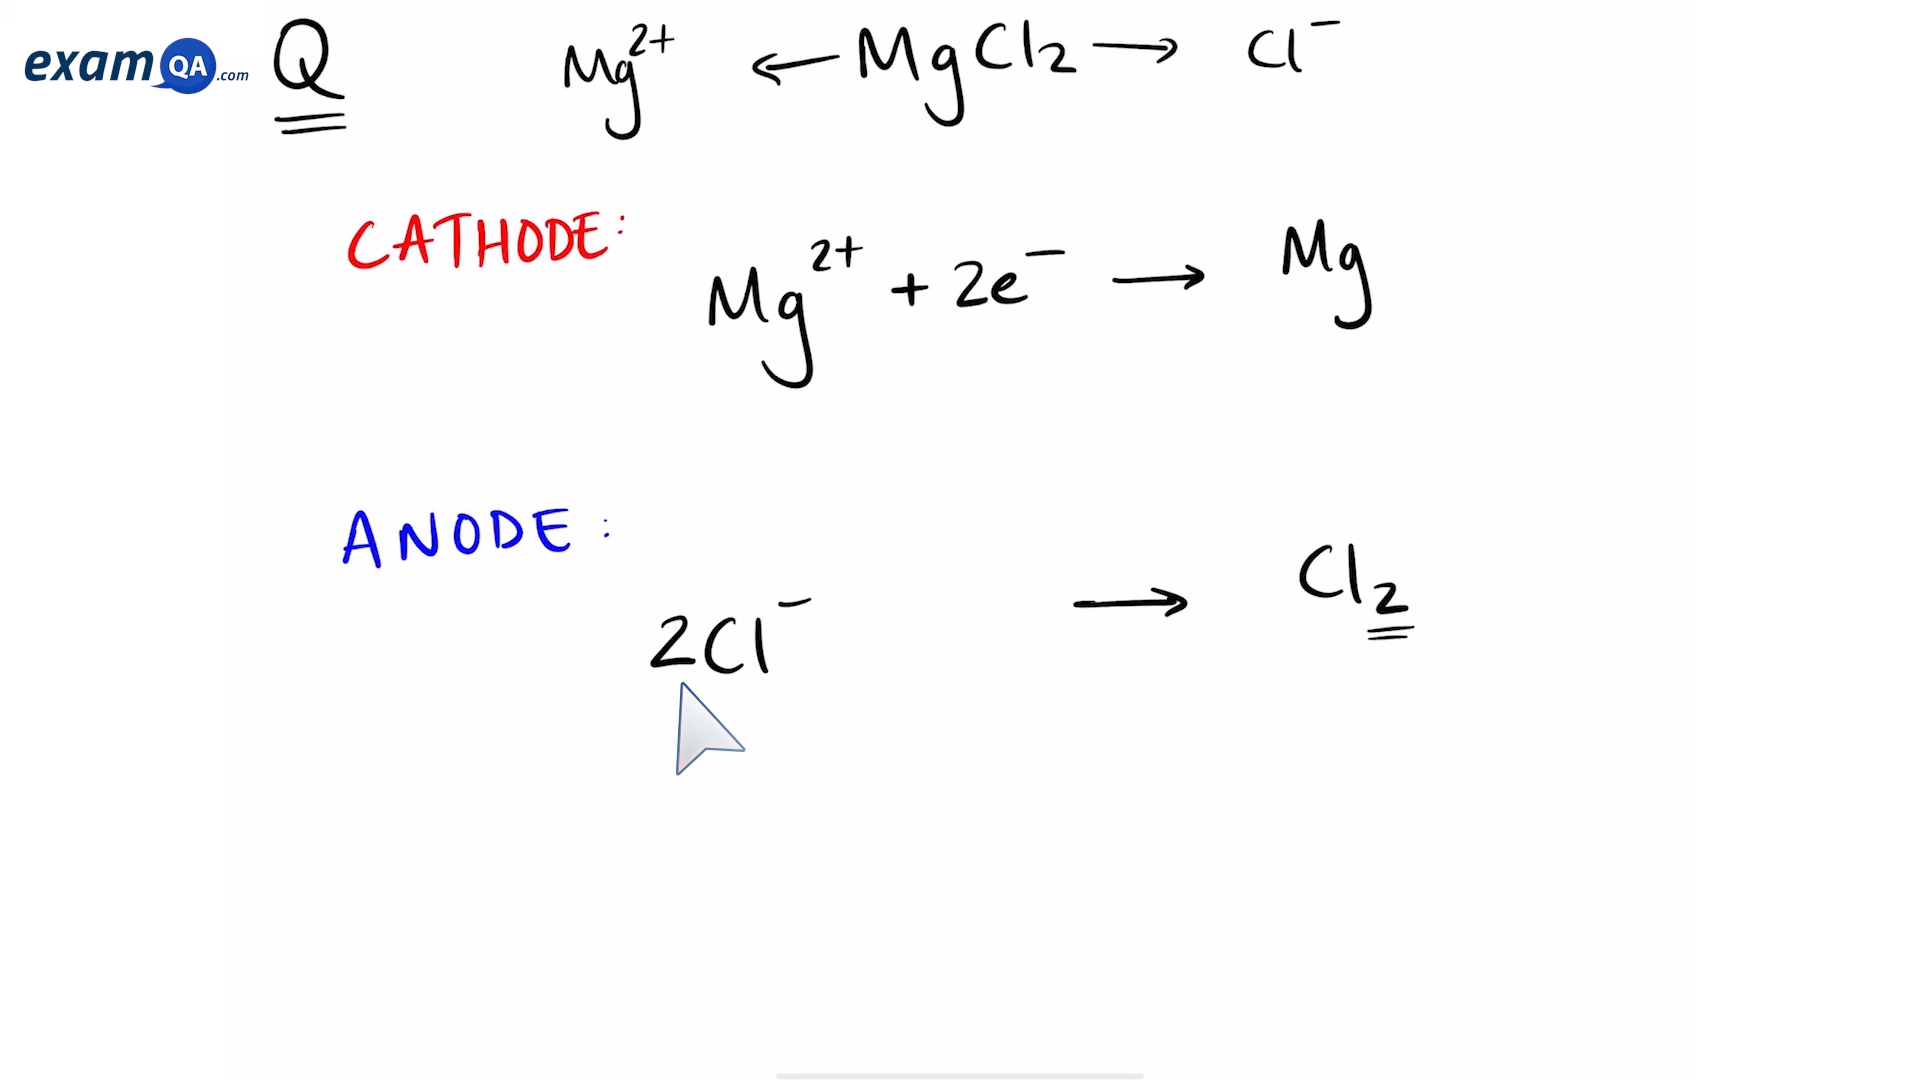 examQA.com
Q Mg²⁺ ← MgCl₂ → Cl⁻
CATHODE:
Mg²⁺ + 2e⁻ → Mg
ANODE:
2Cl⁻ → Cl₂